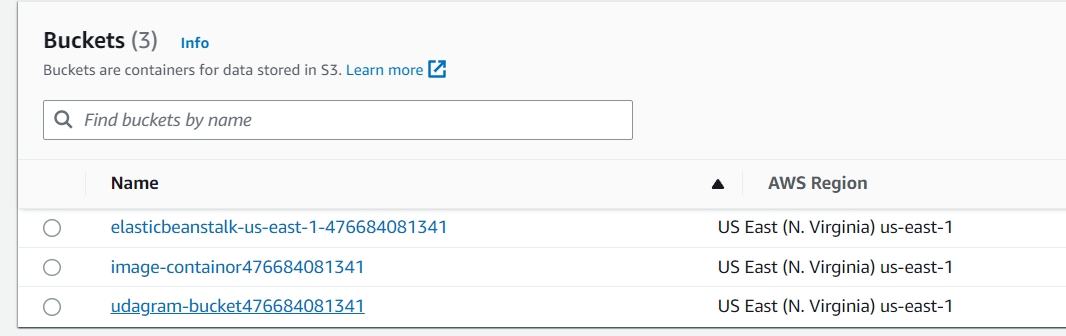 Buckets (3) Info
Buckets are containers for data stored in S3. Learn more
Find buckets by name
Name AWS Region
elasticbeanstalk-us-east-1-476684081341 US East (N. Virginia) us-east-1
image-containor476684081341 US East (N. Virginia) us-east-1
udagram-bucket476684081341 US East (N. Virginia) us-east-1